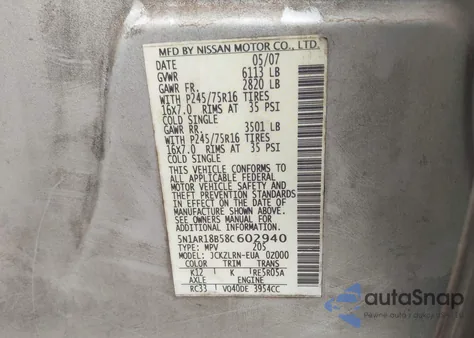 MFD BY NISSAN MOTOR CO., LTD.
DATE 05/07
GVWR 6113 LB
GAWR FR. 2820 LB
WITH P245/75R16 TIRES
16x7.0 RIMS AT 35 PSI
COLD SINGLE
GAWR RR. 3501 LB
WITH P245/75R16 TIRES
16x7.0 RIMS AT 35 PSI
COLD SINGLE
THIS VEHICLE CONFORMS TO
ALL APPLICABLE FEDERAL
MOTOR VEHICLE SAFETY AND
THEFT PREVENTION STANDARDS
IN EFFECT ON THE DATE OF
MANUFACTURE SHOWN ABOVE.
SEE OWNERS MANUAL FOR
ADDITIONAL INFORMATION.
5N1AR18B58C602940
TYPE: MPV 205
MODEL: JCKZLRN-EUA 02000
COLOR TRIM TRANS
K12 K RE5R05A
AXLE ENGINE
RC33 VQ40DE 3954CC
autoSnap